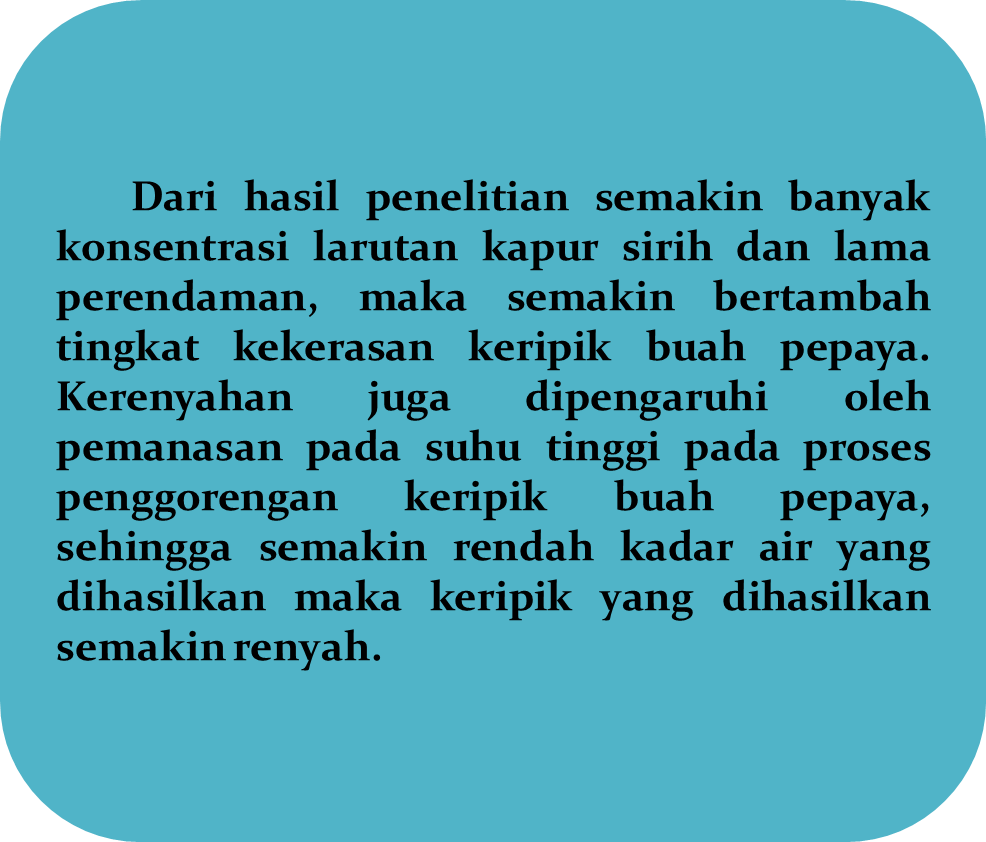 Dari hasil penelitian semakin banyak
konsentrasi larutan kapur sirih dan lama
perendaman, maka semakin bertambah
tingkat kekerasan keripik buah pepaya.
Kerenyahan juga dipengaruhi oleh
pemanasan pada suhu tinggi pada proses
penggorengan keripik buah pepaya,
sehingga semakin rendah kadar air yang
dihasilkan maka keripik yang dihasilkan
semakin renyah.